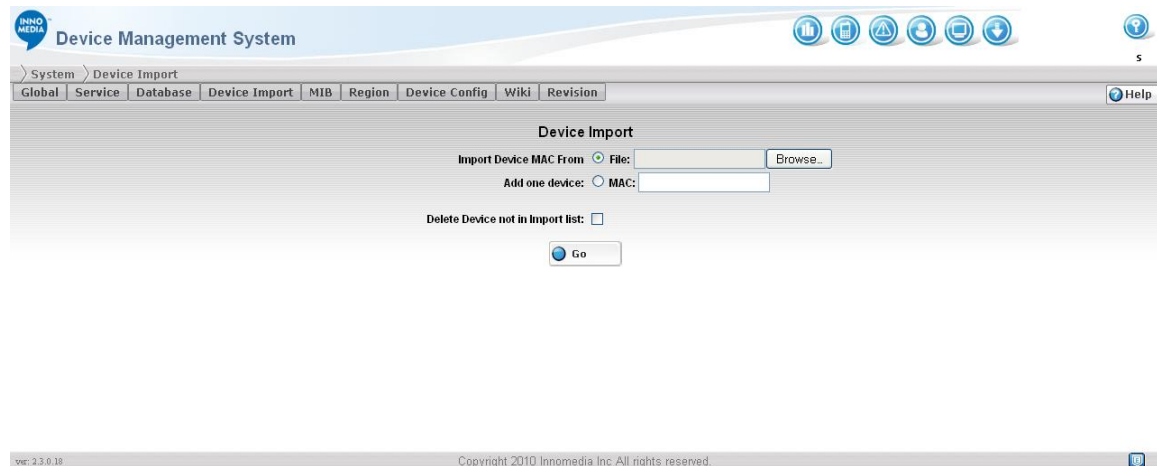 INNO
MEDIA
Device Management System
s
System Device Import
Global Service Database Device Import MIB Region Device Config Wiki Revision
Help
Device Import
Import Device MAC From File: Browse...
Add one device: MAC:
Delete Device not in Import list:
Go
ver: 2.3.0.18
Copyright 2010 Innomedia Inc All rights reserved.